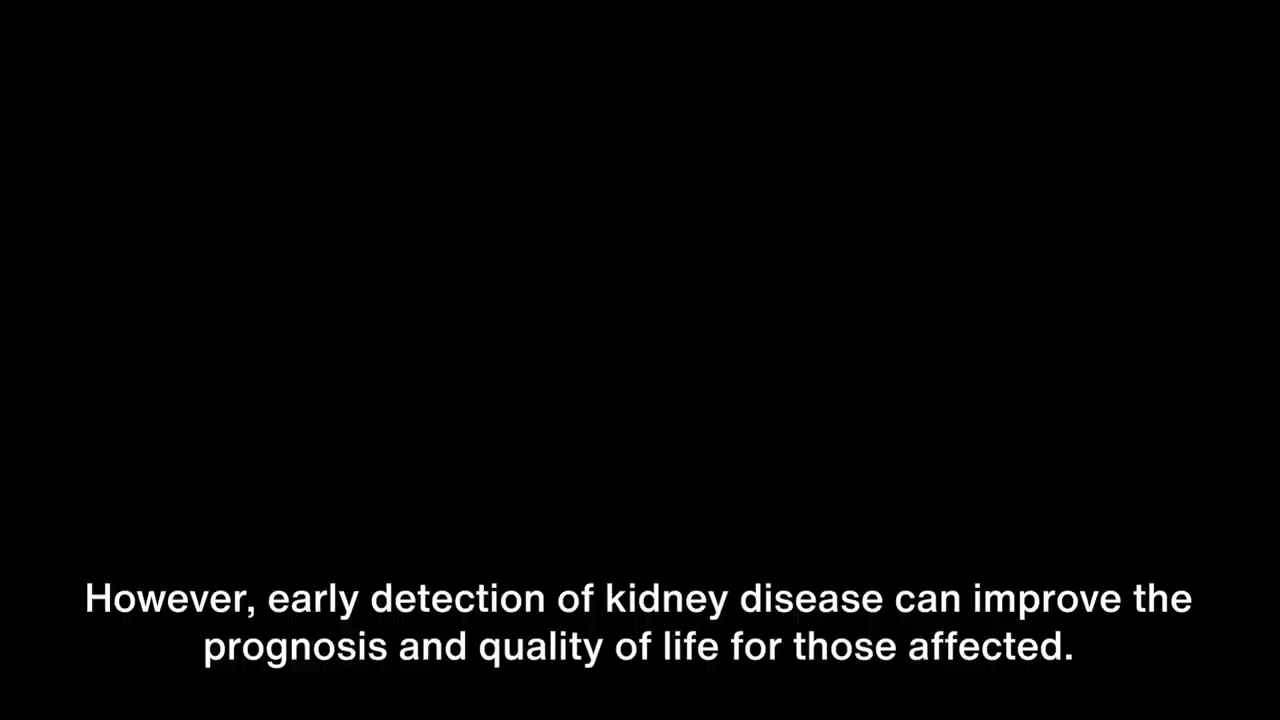 However, early detection of kidney disease can improve the
prognosis and quality of life for those affected.